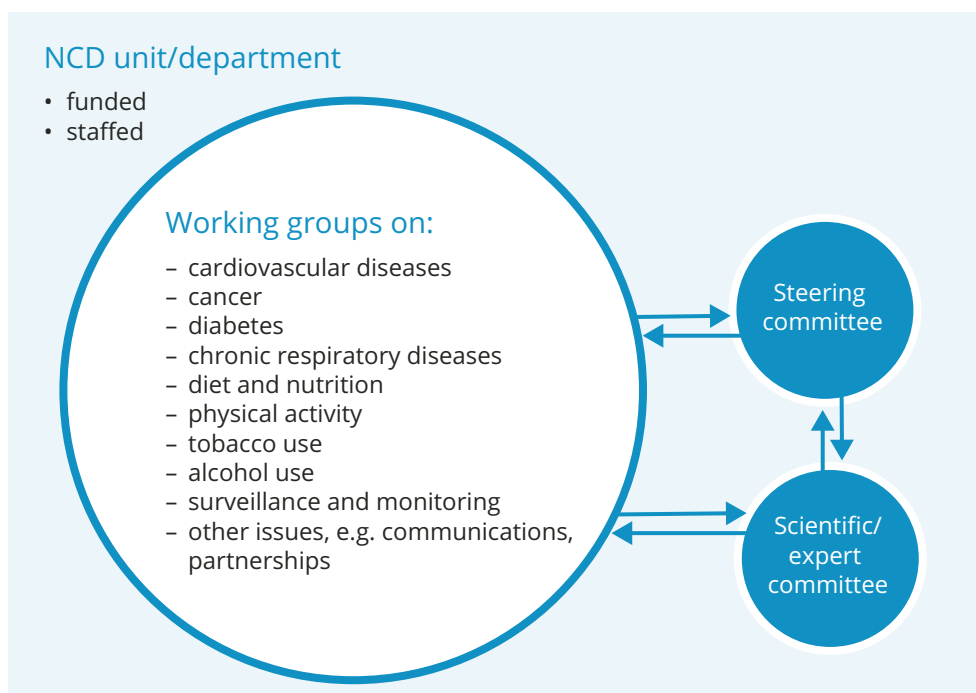 NCD unit/department
• funded
• staffed
Working groups on:
– cardiovascular diseases
– cancer
– diabetes
– chronic respiratory diseases
– diet and nutrition
– physical activity
– tobacco use
– alcohol use
– surveillance and monitoring
– other issues, e.g. communications,
partnerships
Steering
committee
Scientific/
expert
committee